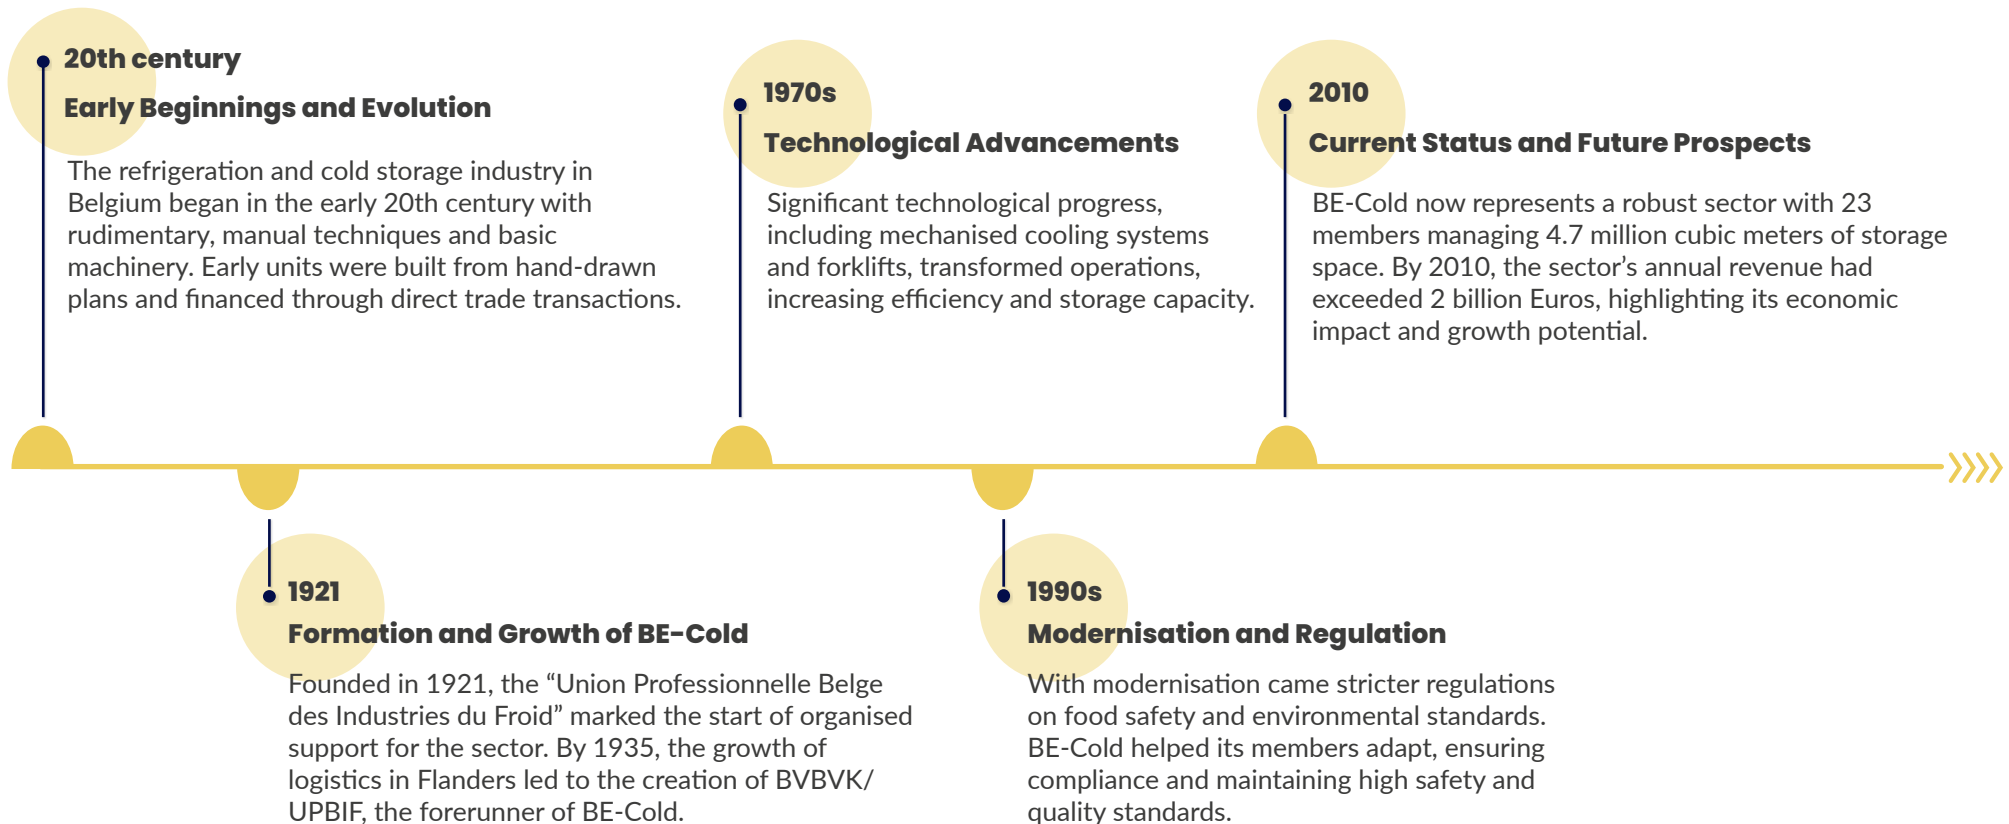 20th century
Early Beginnings and Evolution
The refrigeration and cold storage industry in
Belgium began in the early 20th century with
rudimentary, manual techniques and basic
machinery. Early units were built from hand-drawn
plans and financed through direct trade transactions.
1921
Formation and Growth of BE-Cold
Founded in 1921, the “Union Professionnelle Belge
des Industries du Froid” marked the start of organised
support for the sector. By 1935, the growth of
logistics in Flanders led to the creation of BVBVK/
UPBIF, the forerunner of BE-Cold.
1970s
Technological Advancements
Significant technological progress,
including mechanised cooling systems
and forklifts, transformed operations,
increasing efficiency and storage capacity.
1990s
Modernisation and Regulation
With modernisation came stricter regulations
on food safety and environmental standards.
BE-Cold helped its members adapt, ensuring
compliance and maintaining high safety and
quality standards.
2010
Current Status and Future Prospects
BE-Cold now represents a robust sector with 23
members managing 4.7 million cubic meters of storage
space. By 2010, the sector’s annual revenue had
exceeded 2 billion Euros, highlighting its economic
impact and growth potential.